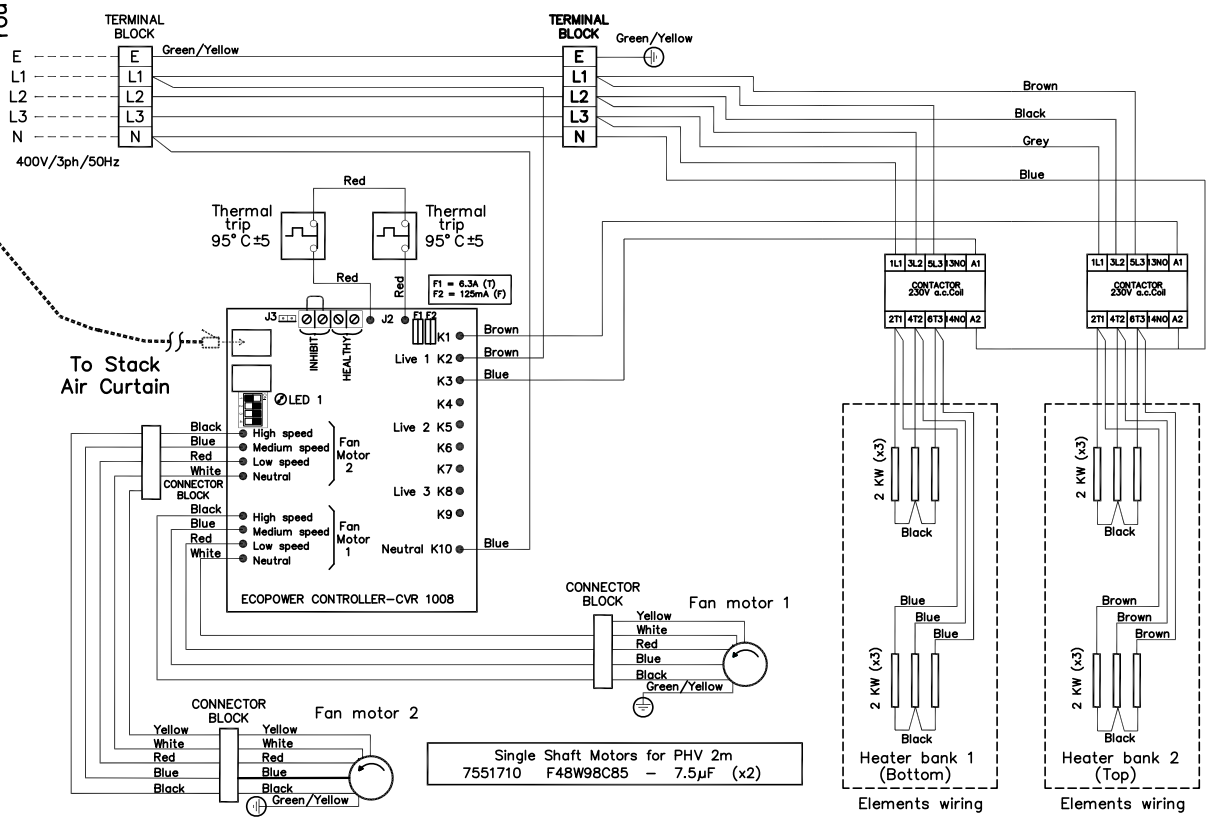 TERMINAL
BLOCK
TERMINAL
BLOCK
E
E
Green/Yellow
E
Green/Yellow
L1
L1
L1
L2
L2
L2
L3
L3
L3
N
N
N
400V/3ph/50Hz
Brown
Black
Grey
Blue
Red
Thermal
trip
95°C±5
Thermal
trip
95°C±5
Red
Red
F1 = 6.3A (T)
F2 = 125mA (F)
J3
J2
F1 F2
INHIBIT
HEALTHY
K1
Brown
Live 1 K2
Brown
K3
Blue
K4
Live 2 K5
K6
K7
Live 3 K8
K9
Neutral K10
Blue
To Stack
Air Curtain
LED 1
Black
High speed
Blue
Medium speed
Red
Low speed
White
Neutral
Fan
Motor
2
CONNECTOR
BLOCK
Black
High speed
Blue
Medium speed
Red
Low speed
White
Neutral
Fan
Motor
1
ECOPOWER CONTROLLER-CVR 1008
1L1 3L2 5L3 13NO A1
CONTACTOR
230V a.c.Coil
2T1 4T2 6T3 14NO A2
1L1 3L2 5L3 13NO A1
CONTACTOR
230V a.c.Coil
2T1 4T2 6T3 14NO A2
2 KW (x3)
Black
Blue
Blue
Blue
2 KW (x3)
Black
Heater bank 1
(Bottom)
Elements wiring
2 KW (x3)
Black
Brown
Brown
Brown
2 KW (x3)
Black
Heater bank 2
(Top)
Elements wiring
CONNECTOR
BLOCK
Fan motor 1
Yellow
White
Red
Blue
Black
Green/Yellow
CONNECTOR
BLOCK
Fan motor 2
Yellow
Yellow
White
White
Red
Red
Blue
Blue
Black
Black
Green/Yellow
Single Shaft Motors for PHV 2m
7551710 F48W98C85 - 7.5µF (x2)